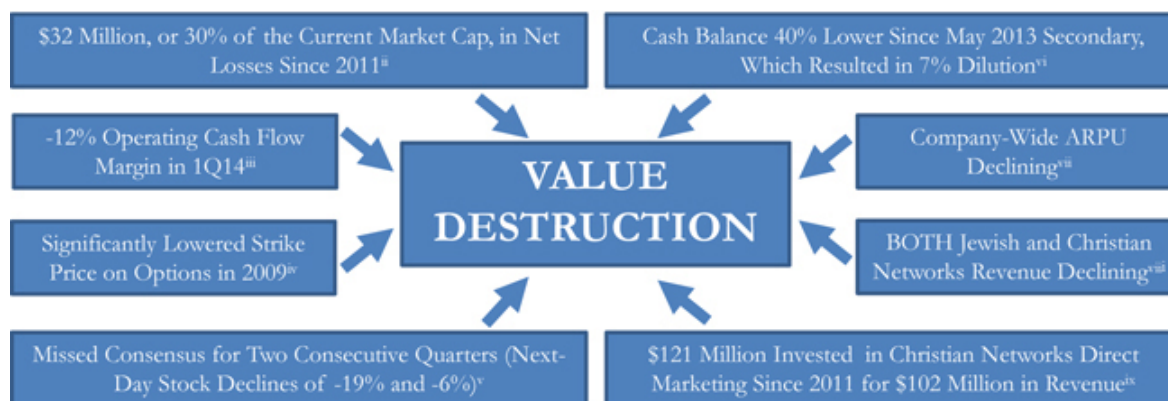 $32 Million, or 30% of the Current Market Cap, in Net
Losses Since 2011ⁱⁱ
Cash Balance 40% Lower Since May 2013 Secondary,
Which Resulted in 7% Dilutionᵛⁱ
-12% Operating Cash Flow
Margin in 1Q14ⁱⁱⁱ
VALUE
DESTRUCTION
Company-Wide ARPU
Decliningᵛⁱⁱ
Significantly Lowered Strike
Price on Options in 2009ⁱᵛ
BOTH Jewish and Christian
Networks Revenue Decliningᵛⁱⁱⁱ
Missed Consensus for Two Consecutive Quarters (Next-
Day Stock Declines of -19% and -6%)ᵛ
$121 Million Invested in Christian Networks Direct
Marketing Since 2011 for $102 Million in Revenueⁱˣ